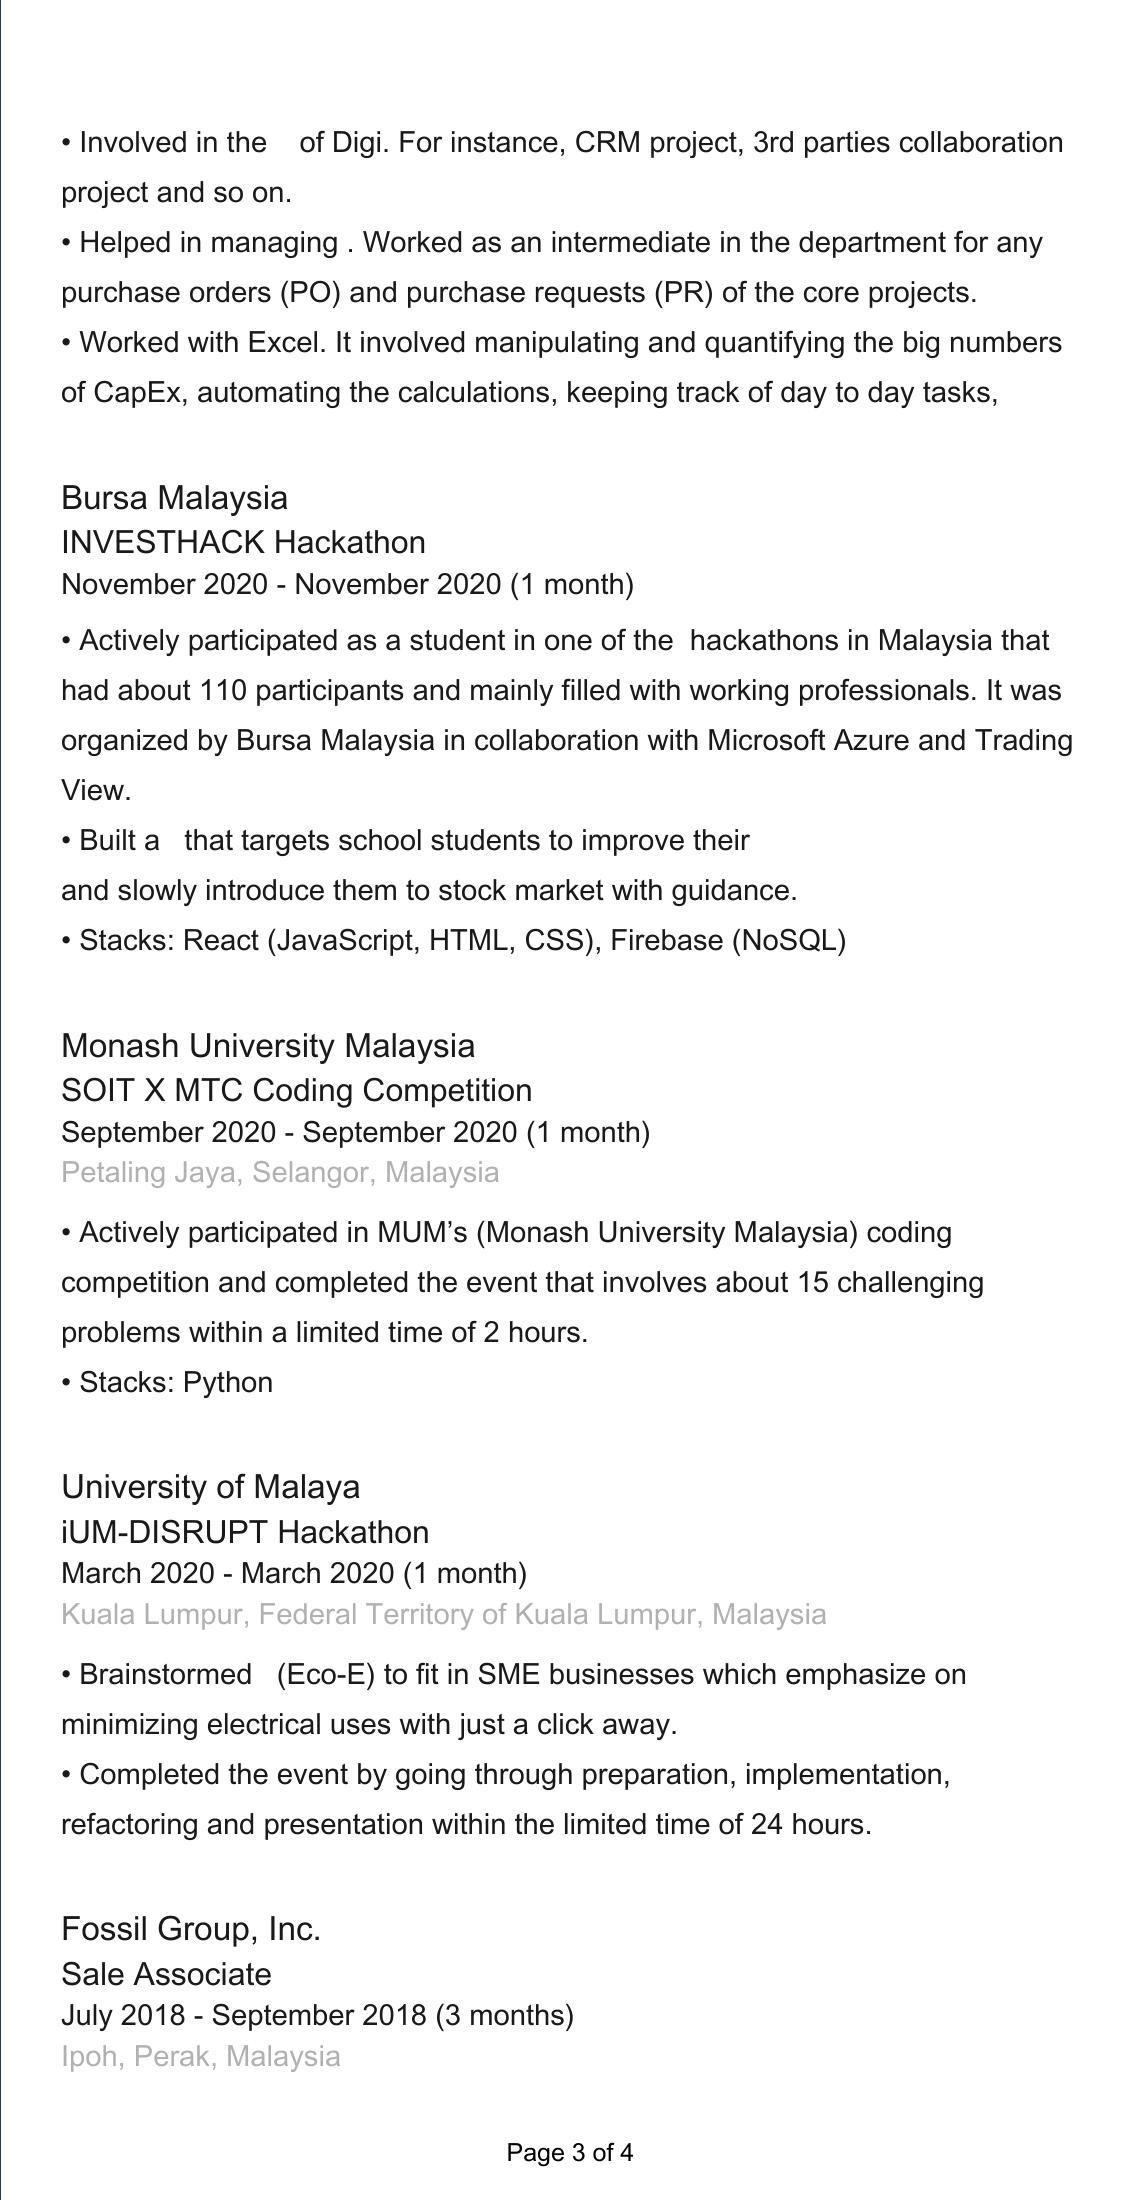 • Involved in the of Digi. For instance, CRM project, 3rd parties collaboration
project and so on.
• Helped in managing . Worked as an intermediate in the department for any
purchase orders (PO) and purchase requests (PR) of the core projects.
• Worked with Excel. It involved manipulating and quantifying the big numbers
of CapEx, automating the calculations, keeping track of day to day tasks,
Bursa Malaysia
INVESTHACK Hackathon
November 2020 - November 2020 (1 month)
• Actively participated as a student in one of the hackathons in Malaysia that
had about 110 participants and mainly filled with working professionals. It was
organized by Bursa Malaysia in collaboration with Microsoft Azure and Trading
View.
• Built a that targets school students to improve their
and slowly introduce them to stock market with guidance.
• Stacks: React (JavaScript, HTML, CSS), Firebase (NoSQL)
Monash University Malaysia
SOIT X MTC Coding Competition
September 2020 - September 2020 (1 month)
Petaling Jaya, Selangor, Malaysia
• Actively participated in MUM’s (Monash University Malaysia) coding
competition and completed the event that involves about 15 challenging
problems within a limited time of 2 hours.
• Stacks: Python
University of Malaya
iUM-DISRUPT Hackathon
March 2020 - March 2020 (1 month)
Kuala Lumpur, Federal Territory of Kuala Lumpur, Malaysia
• Brainstormed (Eco-E) to fit in SME businesses which emphasize on
minimizing electrical uses with just a click away.
• Completed the event by going through preparation, implementation,
refactoring and presentation within the limited time of 24 hours.
Fossil Group, Inc.
Sale Associate
July 2018 - September 2018 (3 months)
Ipoh, Perak, Malaysia
Page 3 of 4